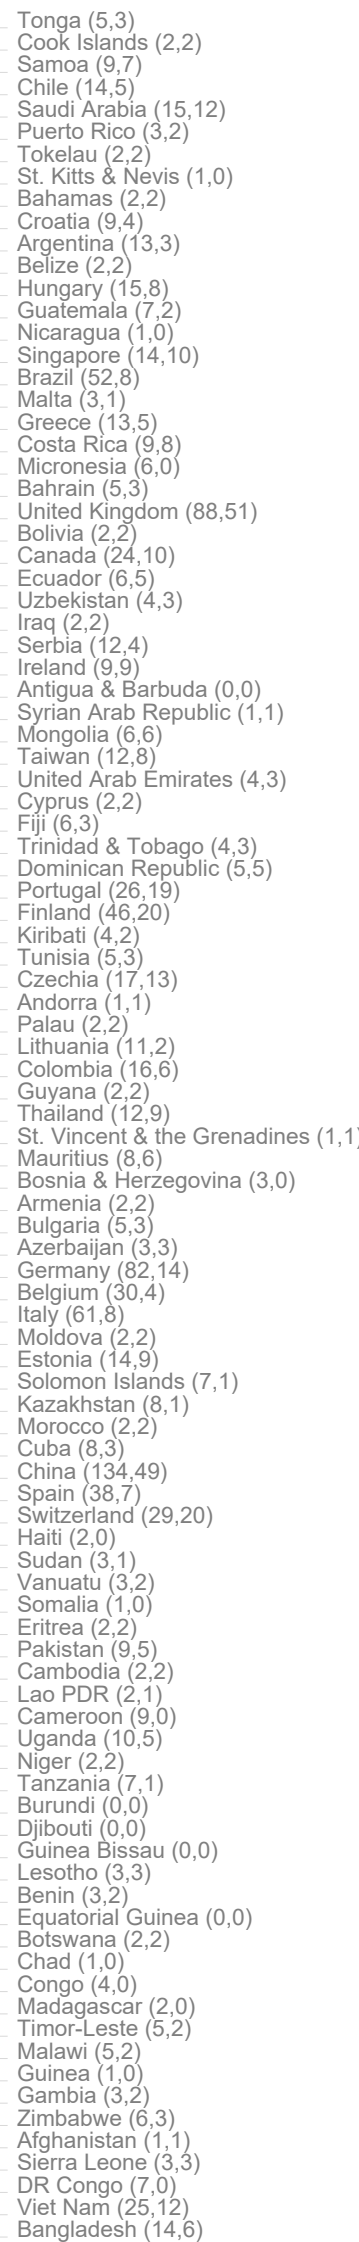 Tonga (5,3)
Cook Islands (2,2)
Samoa (9,7)
Chile (14,5)
Saudi Arabia (15,12)
Puerto Rico (3,2)
Tokelau (2,2)
St. Kitts & Nevis (1,0)
Bahamas (2,2)
Croatia (9,4)
Argentina (13,3)
Belize (2,2)
Hungary (15,8)
Guatemala (7,2)
Nicaragua (1,0)
Singapore (14,10)
Brazil (52,8)
Malta (3,1)
Greece (13,5)
Costa Rica (9,8)
Micronesia (6,0)
Bahrain (5,3)
United Kingdom (88,51)
Bolivia (2,2)
Canada (24,10)
Ecuador (6,5)
Uzbekistan (4,3)
Iraq (2,2)
Serbia (12,4)
Ireland (9,9)
Antigua & Barbuda (0,0)
Syrian Arab Republic (1,1)
Mongolia (6,6)
Taiwan (12,8)
United Arab Emirates (4,3)
Cyprus (2,2)
Fiji (6,3)
Trinidad & Tobago (4,3)
Dominican Republic (5,5)
Portugal (26,19)
Finland (46,20)
Kiribati (4,2)
Tunisia (5,3)
Czechia (17,13)
Andorra (1,1)
Palau (2,2)
Lithuania (11,2)
Colombia (16,6)
Guyana (2,2)
Thailand (12,9)
St. Vincent & the Grenadines (1,1)
Mauritius (8,6)
Bosnia & Herzegovina (3,0)
Armenia (2,2)
Bulgaria (5,3)
Azerbaijan (3,3)
Germany (82,14)
Belgium (30,4)
Italy (61,8)
Moldova (2,2)
Estonia (14,9)
Solomon Islands (7,1)
Kazakhstan (8,1)
Morocco (2,2)
Cuba (8,3)
China (134,49)
Spain (38,7)
Switzerland (29,20)
Haiti (2,0)
Sudan (3,1)
Vanuatu (3,2)
Somalia (1,0)
Eritrea (2,2)
Pakistan (9,5)
Cambodia (2,2)
Lao PDR (2,1)
Cameroon (9,0)
Uganda (10,5)
Niger (2,2)
Tanzania (7,1)
Burundi (0,0)
Djibouti (0,0)
Guinea Bissau (0,0)
Lesotho (3,3)
Benin (3,2)
Equatorial Guinea (0,0)
Botswana (2,2)
Chad (1,0)
Congo (4,0)
Madagascar (2,0)
Timor-Leste (5,2)
Malawi (5,2)
Guinea (1,0)
Gambia (3,2)
Zimbabwe (6,3)
Afghanistan (1,1)
Sierra Leone (3,3)
DR Congo (7,0)
Viet Nam (25,12)
Bangladesh (14,6)